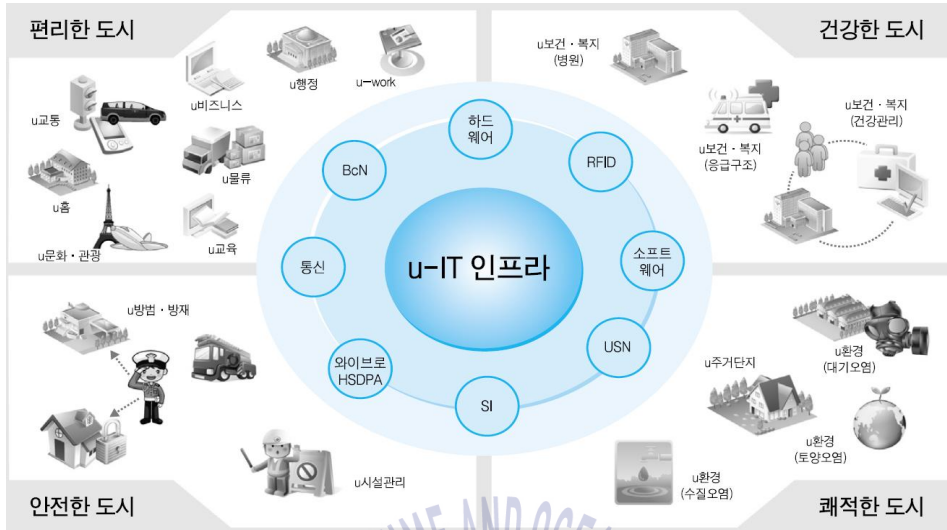 편리한 도시
건강한 도시
u교통
u비즈니스
u행정
u-work
u홈
u물류
u문화·관광
u교육
u보건·복지
(병원)
u보건·복지
(응급구조)
u보건·복지
(건강관리)
하드
웨어
BcN
RFID
통신
u-IT 인프라
소프트
웨어
와이브로
HSDPA
USN
SI
u방법·방재
u시설관리
u주거단지
u환경
(대기오염)
u환경
(토양오염)
u환경
(수질오염)
안전한 도시
쾌적한 도시
TIME AND OCE